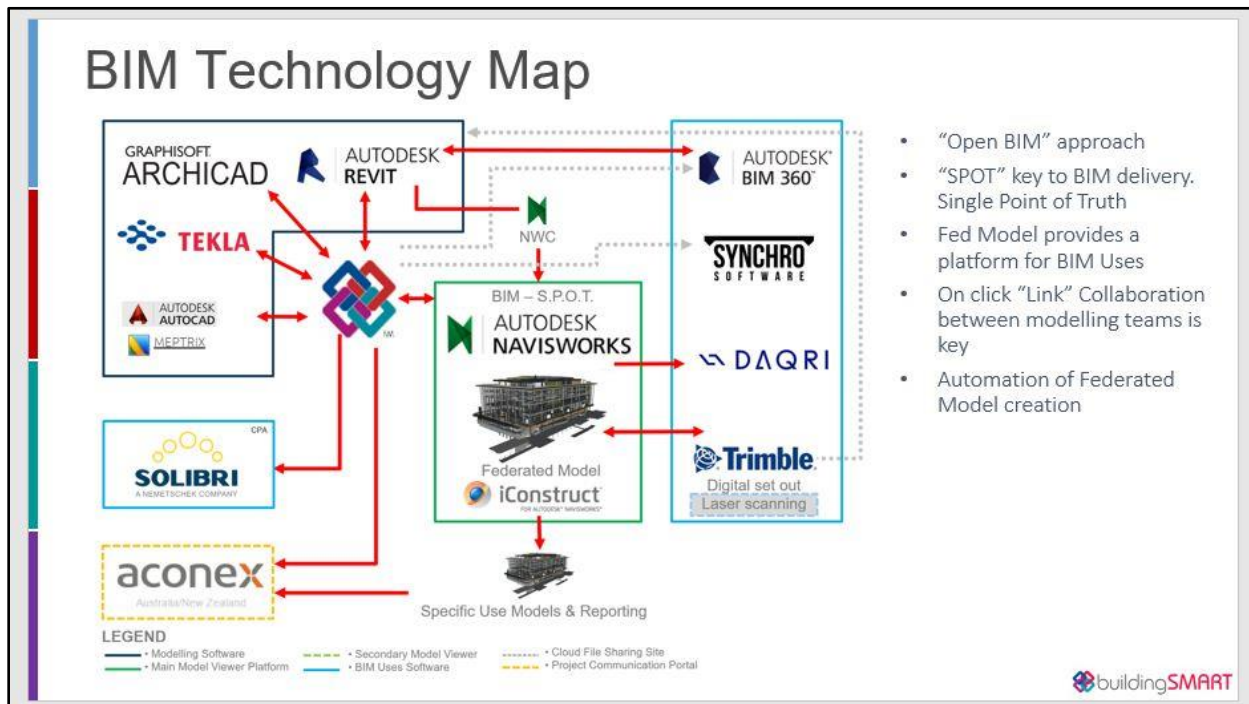 BIM Technology Map
GRAPHISOFT
ARCHICAD
AUTODESK
REVIT
TEKLA
AUTODESK
AUTOCAD
MEPTRIX
NWC
BIM – S.P.O.T.
AUTODESK
NAVISWORKS
Federated Model
iConstruct
FOR AUTODESK® NAVISWORKS®
AUTODESK®
BIM 360™
SYNCHRO
SOFTWARE
DAQRI
Trimble
Digital set out
Laser scanning
CPA
SOLIBRI
A NEMETSCHEK COMPANY
aconex
Australia/New Zealand
Specific Use Models & Reporting
LEGEND
• Modelling Software
• Main Model Viewer Platform
• Secondary Model Viewer
• BIM Uses Software
• Cloud File Sharing Site
• Project Communication Portal
• “Open BIM” approach
• “SPOT” key to BIM delivery.
Single Point of Truth
• Fed Model provides a
platform for BIM Uses
• On click “Link” Collaboration
between modelling teams is
key
• Automation of Federated
Model creation
buildingSMART